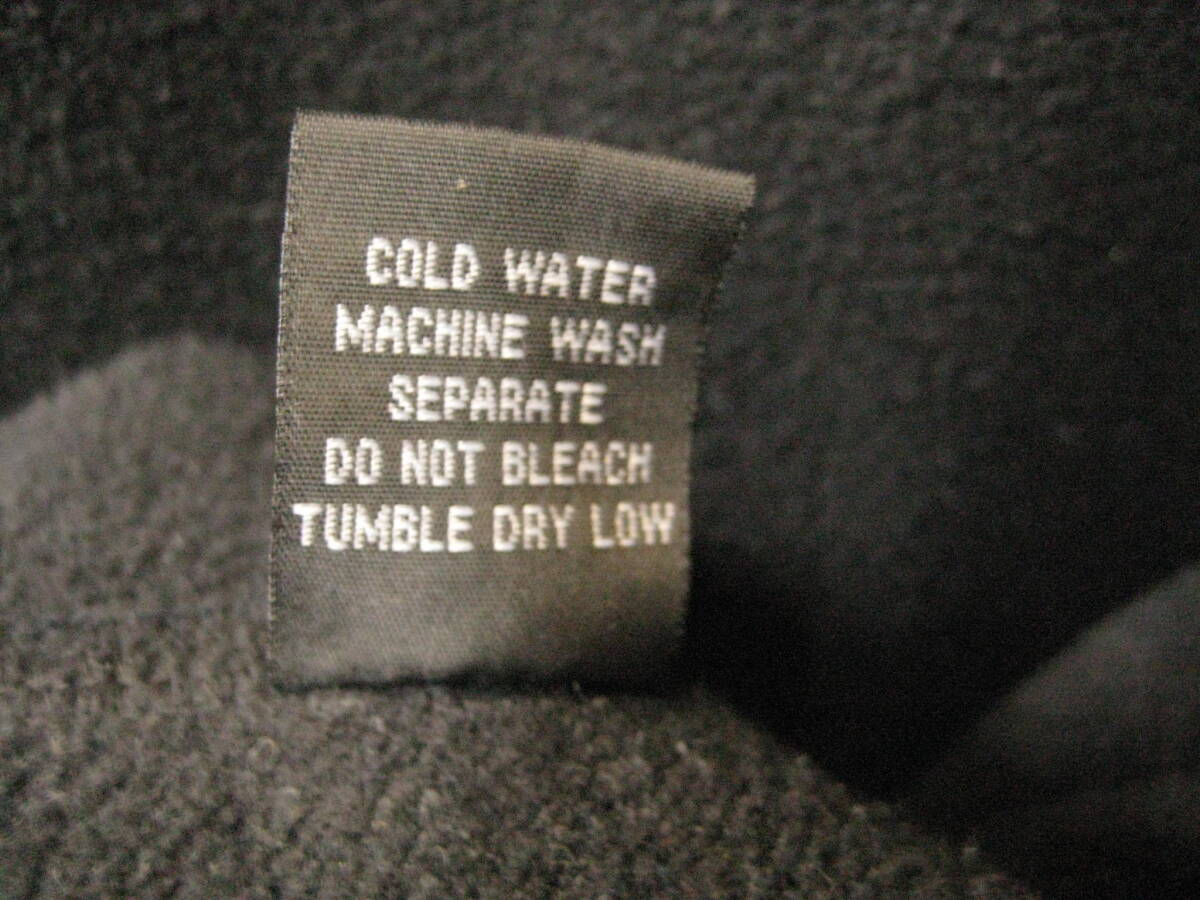 COLD WATER
MACHINE WASH
SEPARATE
DO NOT BLEACH
TUMBLE DRY LOW